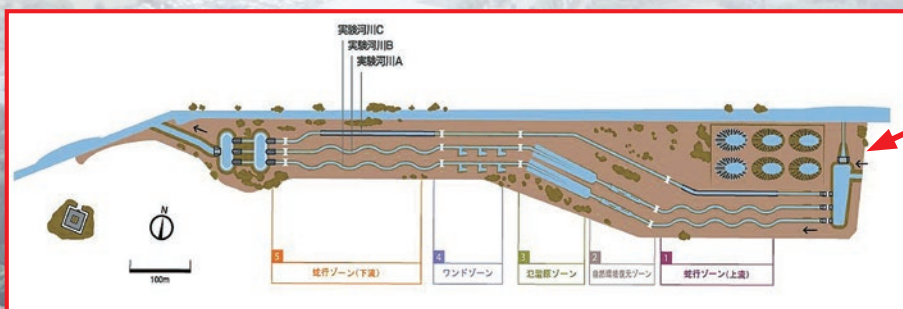 実験河川C
実験河川B
実験河川A
N
100m
5
蛇行ゾーン(下流)
4
ワンドゾーン
3
氾濫原ゾーン
2
自然環境復元ゾーン
1
蛇行ゾーン(上流)